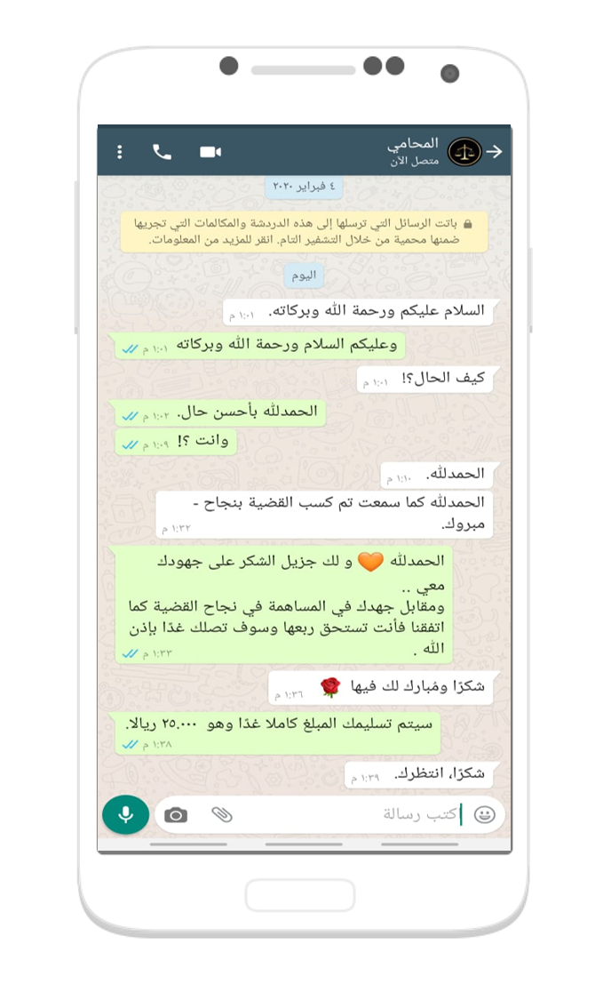 المحامي
متصل الآن
٤ فبراير ٢٠٢٠
باتت الرسائل التي ترسلها إلى هذه الدردشة والمكالمات التي تجريها
ضمنها محمية من خلال التشفير التام. انقر للمزيد من المعلومات.
اليوم
السلام عليكم ورحمة الله وبركاته. ١:٠١ م
وعليكم السلام ورحمة الله وبركاته ١:٠١ م
كيف الحال؟! ١:٠١ م
الحمدلله بأحسن حال. ١:٠٢ م
وانت ؟! ١:٠٩ م
الحمدلله. ١:١٠ م
الحمدلله كما سمعت تم كسب القضية بنجاح -
مبروك. ١:٣٢ م
الحمدلله 🧡 و لك جزيل الشكر على جهودك
معي ..
ومقابل جهدك في المساهمة في نجاح القضية كما
اتفقنا فأنت تستحق ربعها وسوف تصلك غدًا بإذن
الله . ١:٣٣ م
شكرًا ومُبارك لك فيها 🌹 ١:٣٦ م
سيتم تسليمك المبلغ كاملا غدًا وهو ٢٥.٠٠٠ ريالا.
١:٣٨ م
شكرًا، انتظرك. ١:٣٩ م
كتب رسالة